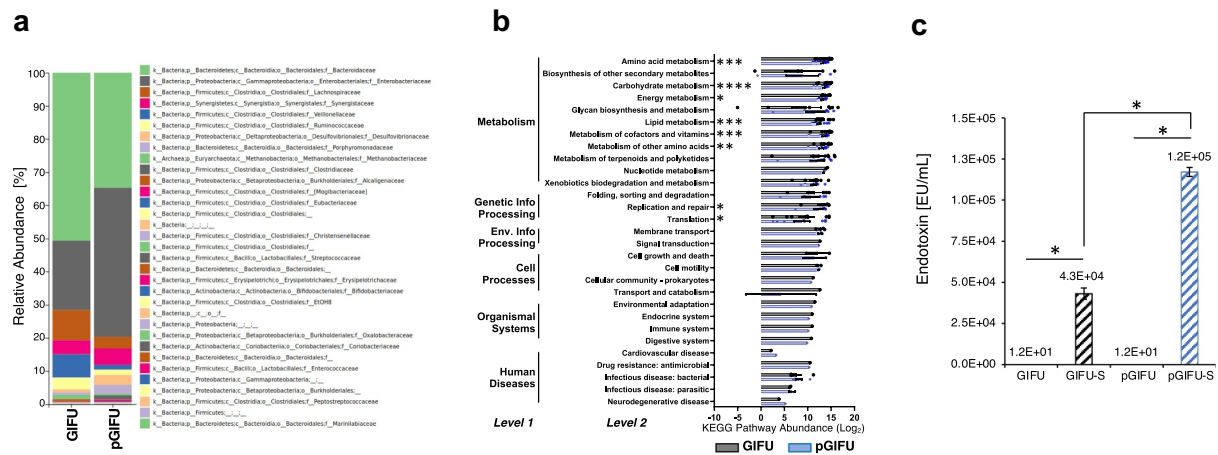 a
Relative Abundance [%]
100
90
80
70
60
50
40
30
20
10
0
GIFU
pGIFU
k__Bacteria;p__Bacteroidetes;c__Bacteroidia;o__Bacteroidales;f__Bacteroidaceae
k__Bacteria;p__Proteobacteria;c__Gammaproteobacteria;o__Enterobacteriales;f__Enterobacteriaceae
k__Bacteria;p__Firmicutes;c__Clostridia;o__Clostridiales;f__Lachnospiraceae
k__Bacteria;p__Synergistetes;c__Synergistia;o__Synergistales;f__Synergistaceae
k__Bacteria;p__Firmicutes;c__Clostridia;o__Clostridiales;f__Veillonellaceae
k__Bacteria;p__Firmicutes;c__Clostridia;o__Clostridiales;f__Ruminococcaceae
k__Bacteria;p__Proteobacteria;c__Deltaproteobacteria;o__Desulfovibrionales;f__Desulfovibrionaceae
k__Bacteria;p__Bacteroidetes;c__Bacteroidia;o__Bacteroidales;f__Porphyromonadaceae
k__Archaea;p__Euryarchaeota;c__Methanobacteria;o__Methanobacteriales;f__Methanobacteriaceae
k__Bacteria;p__Firmicutes;c__Clostridia;o__Clostridiales;f__Clostridiaceae
k__Bacteria;p__Proteobacteria;c__Betaproteobacteria;o__Burkholderiales;f__Alcaligenaceae
k__Bacteria;p__Firmicutes;c__Clostridia;o__Clostridiales;f__[Mogibacteriaceae]
k__Bacteria;p__Firmicutes;c__Clostridia;o__Clostridiales;f__Eubacteriaceae
k__Bacteria;p__Firmicutes;c__Clostridia;o__Clostridiales;__
k__Bacteria;__;__;__;__
k__Bacteria;p__Firmicutes;c__Clostridia;o__Clostridiales;f__Christensenellaceae
k__Bacteria;p__Firmicutes;c__Clostridia;o__Clostridiales;f__
k__Bacteria;p__Firmicutes;c__Bacilli;o__Lactobacillales;f__Streptococcaceae
k__Bacteria;p__Bacteroidetes;c__Bacteroidia;o__Bacteroidales;__
k__Bacteria;p__Firmicutes;c__Erysipelotrichi;o__Erysipelotrichales;f__Erysipelotrichaceae
k__Bacteria;p__Actinobacteria;c__Actinobacteria;o__Bifidobacteriales;f__Bifidobacteriaceae
k__Bacteria;p__Firmicutes;c__Clostridia;o__Clostridiales;f__EtOH8
k__Bacteria;p__;c__;o__;f__
k__Bacteria;p__Proteobacteria;__;__;__
k__Bacteria;p__Proteobacteria;c__Betaproteobacteria;o__Burkholderiales;f__Oxalobacteraceae
k__Bacteria;p__Actinobacteria;c__Coriobacteriia;o__Coriobacteriales;f__Coriobacteriaceae
k__Bacteria;p__Bacteroidetes;c__Bacteroidia;o__Bacteroidales;f__
k__Bacteria;p__Firmicutes;c__Bacilli;o__Lactobacillales;f__Enterococcaceae
k__Bacteria;p__Proteobacteria;c__Gammaproteobacteria;__;__
k__Bacteria;p__Proteobacteria;c__Betaproteobacteria;o__Burkholderiales;__
k__Bacteria;p__Firmicutes;c__Clostridia;o__Clostridiales;f__Peptostreptococcaceae
k__Bacteria;p__Firmicutes;__;__;__
k__Bacteria;p__Bacteroidetes;c__Bacteroidia;o__Bacteroidales;f__Marinilabiaceae
b
Metabolism
Genetic Info
Processing
Env. Info
Processing
Cell
Processes
Organismal
Systems
Human
Diseases
Level 1
Amino acid metabolism ***
Biosynthesis of other secondary metabolites
Carbohydrate metabolism ****
Energy metabolism *
Glycan biosynthesis and metabolism
Lipid metabolism ***
Metabolism of cofactors and vitamins ***
Metabolism of other amino acids **
Metabolism of terpenoids and polyketides
Nucleotide metabolism
Xenobiotics biodegradation and metabolism
Folding, sorting and degradation
Replication and repair *
Translation *
Membrane transport
Signal transduction
Cell growth and death
Cell motility
Cellular community - prokaryotes
Transport and catabolism
Environmental adaptation
Endocrine system
Immune system
Digestive system
Cardiovascular disease
Drug resistance: antimicrobial
Infectious disease: bacterial
Infectious disease: parasitic
Neurodegenerative disease
Level 2
-10 -5 0 5 10 15 20
KEGG Pathway Abundance (Log2)
GIFU pGIFU
c
Endotoxin [EU/mL]
1.5E+05
1.3E+05
1.0E+05
7.5E+04
5.0E+04
2.5E+04
0.0E+00
*
*
1.2E+05
*
4.3E+04
1.2E+01
1.2E+01
GIFU GIFU-S pGIFU pGIFU-S